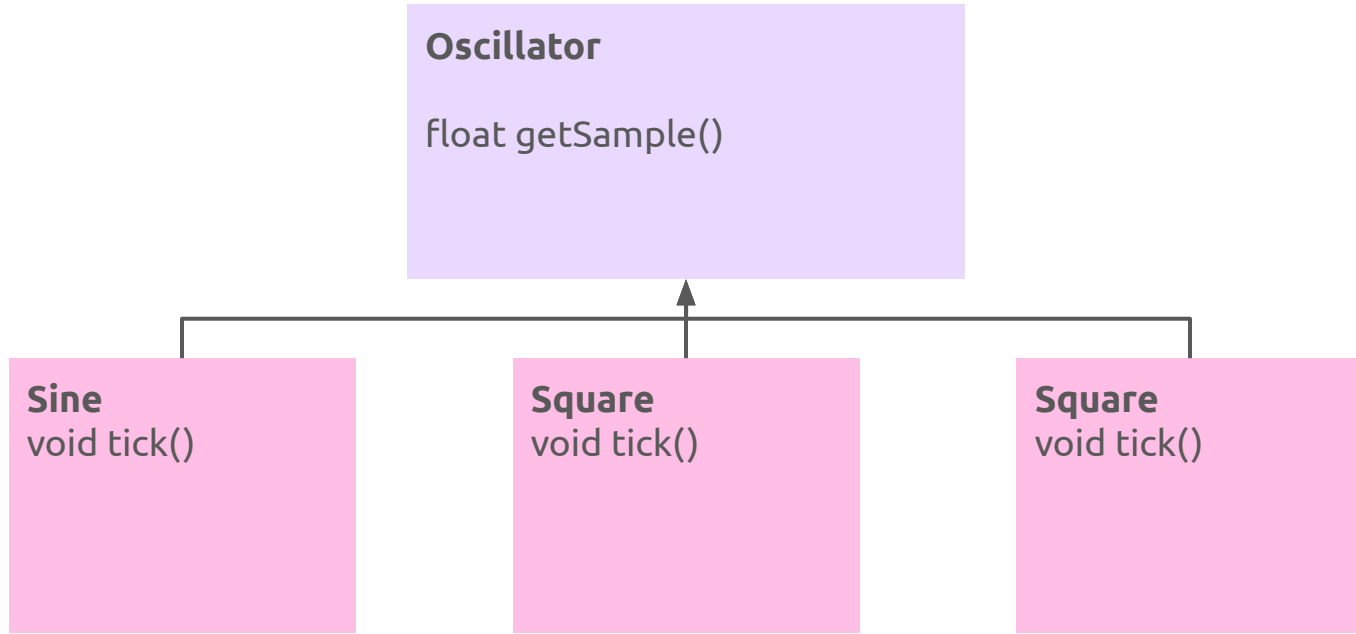 Oscillator
float getSample()
Sine
void tick()
Square
void tick()
Square
void tick()